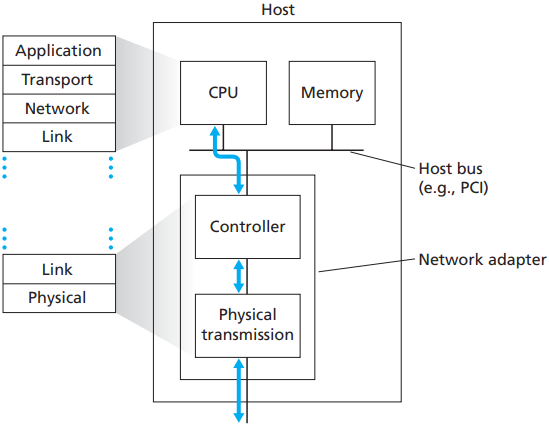 Host
Application
Transport
Network
Link
CPU
Memory
Host bus
(e.g., PCI)
Controller
Network adapter
Link
Physical
Physical
transmission